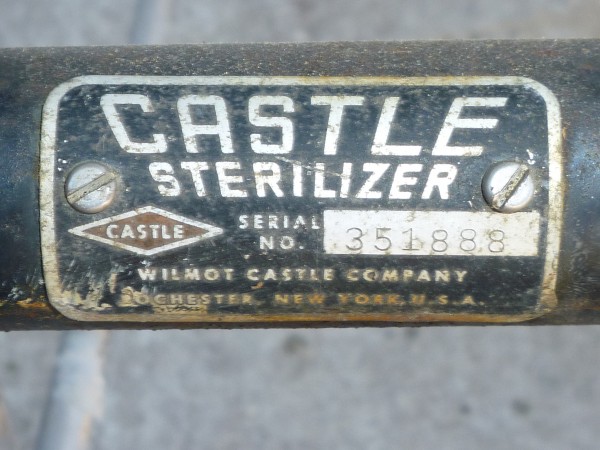 CASTLE
STERILIZER
CASTLE
SERIAL
NO. 351888
WILMOT CASTLE COMPANY
ROCHESTER, NEW YORK, U.S.A.